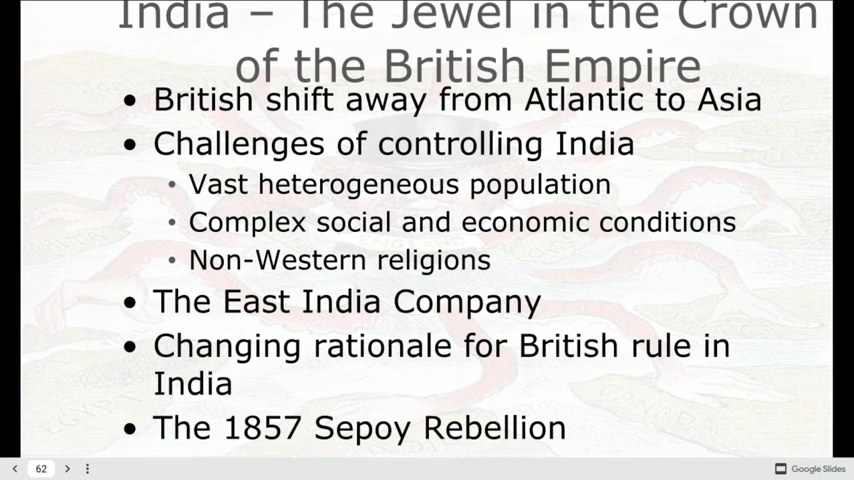 India – The Jewel in the Crown
of the British Empire
• British shift away from Atlantic to Asia
• Challenges of controlling India
• Vast heterogeneous population
• Complex social and economic conditions
• Non-Western religions
• The East India Company
• Changing rationale for British rule in
India
• The 1857 Sepoy Rebellion
62
Google Slides